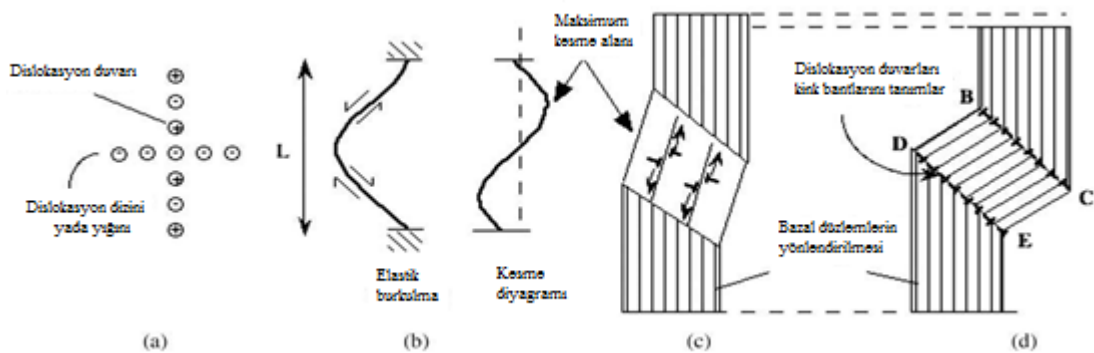 Dislokasyon duvarı
Dislokasyon dizini
yada yığını
(a)
L
Elastik
burkulma
(b)
Kesme
diyagramı
Maksimum
kesme alanı
(c)
Dislokasyon duvarları
kink bantlarını tanımlar
B
D
C
E
Bazal düzlemlerin
yönlendirilmesi
(d)